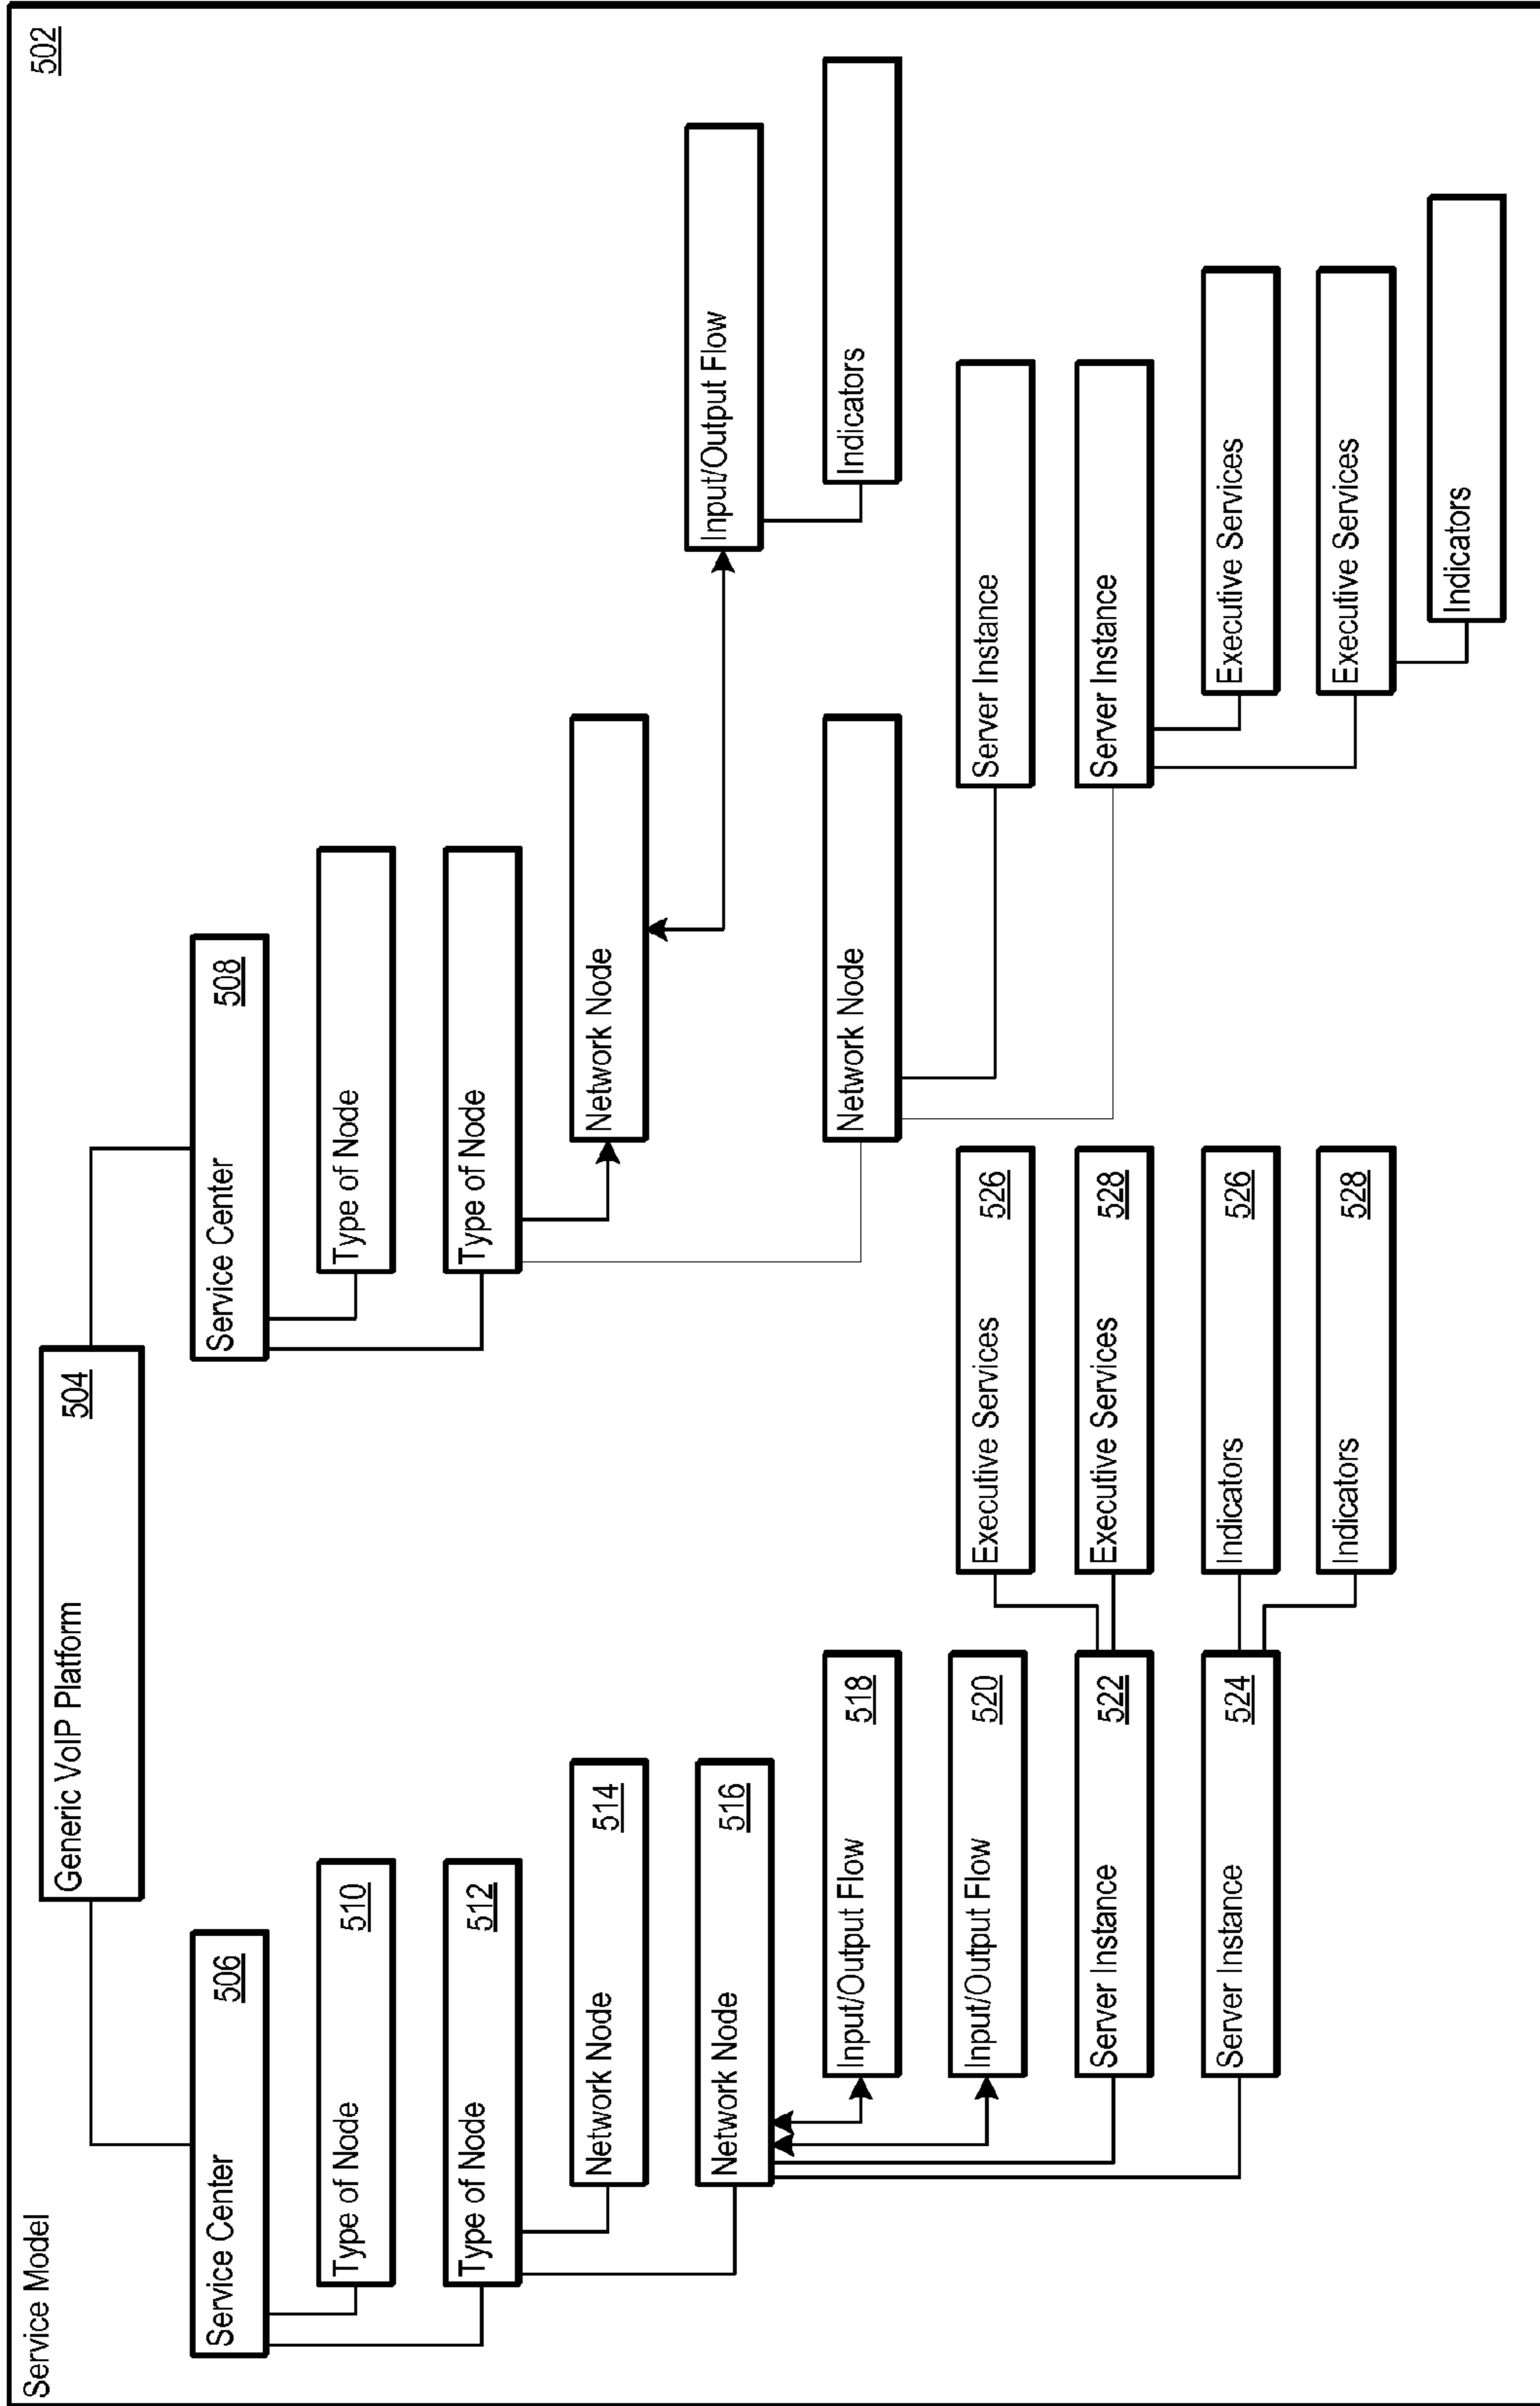 Service Model
502
Generic VoIP Platform
504
Service Center
506
Type of Node
510
Type of Node
512
Network Node
514
Network Node
516
Input/Output Flow
518
Input/Output Flow
520
Server Instance
522
Server Instance
524
Executive Services
526
Executive Services
528
Indicators
526
Indicators
528
Service Center
508
Type of Node
Type of Node
Network Node
Input/Output Flow
Indicators
Network Node
Server Instance
Server Instance
Executive Services
Executive Services
Indicators